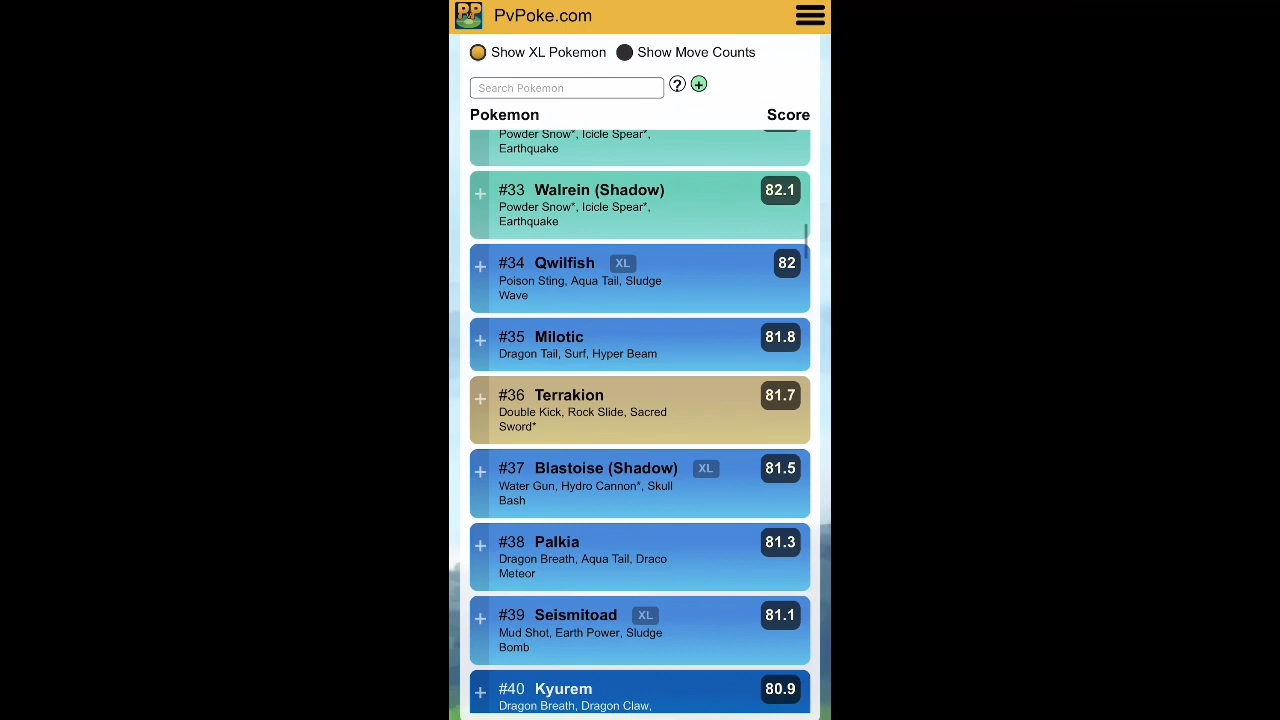 PvPoke.com
Show XL Pokemon Show Move Counts
Search Pokemon ? +
Pokemon Score
Powder Snow*, Icicle Spear*,
Earthquake
+ #33 Walrein (Shadow) 82.1
Powder Snow*, Icicle Spear*,
Earthquake
+ #34 Qwilfish XL 82
Poison Sting, Aqua Tail, Sludge
Wave
+ #35 Milotic 81.8
Dragon Tail, Surf, Hyper Beam
+ #36 Terrakion 81.7
Double Kick, Rock Slide, Sacred
Sword*
+ #37 Blastoise (Shadow) XL 81.5
Water Gun, Hydro Cannon*, Skull
Bash
+ #38 Palkia 81.3
Dragon Breath, Aqua Tail, Draco
Meteor
+ #39 Seismitoad XL 81.1
Mud Shot, Earth Power, Sludge
Bomb
+ #40 Kyurem 80.9
Dragon Breath, Dragon Claw,